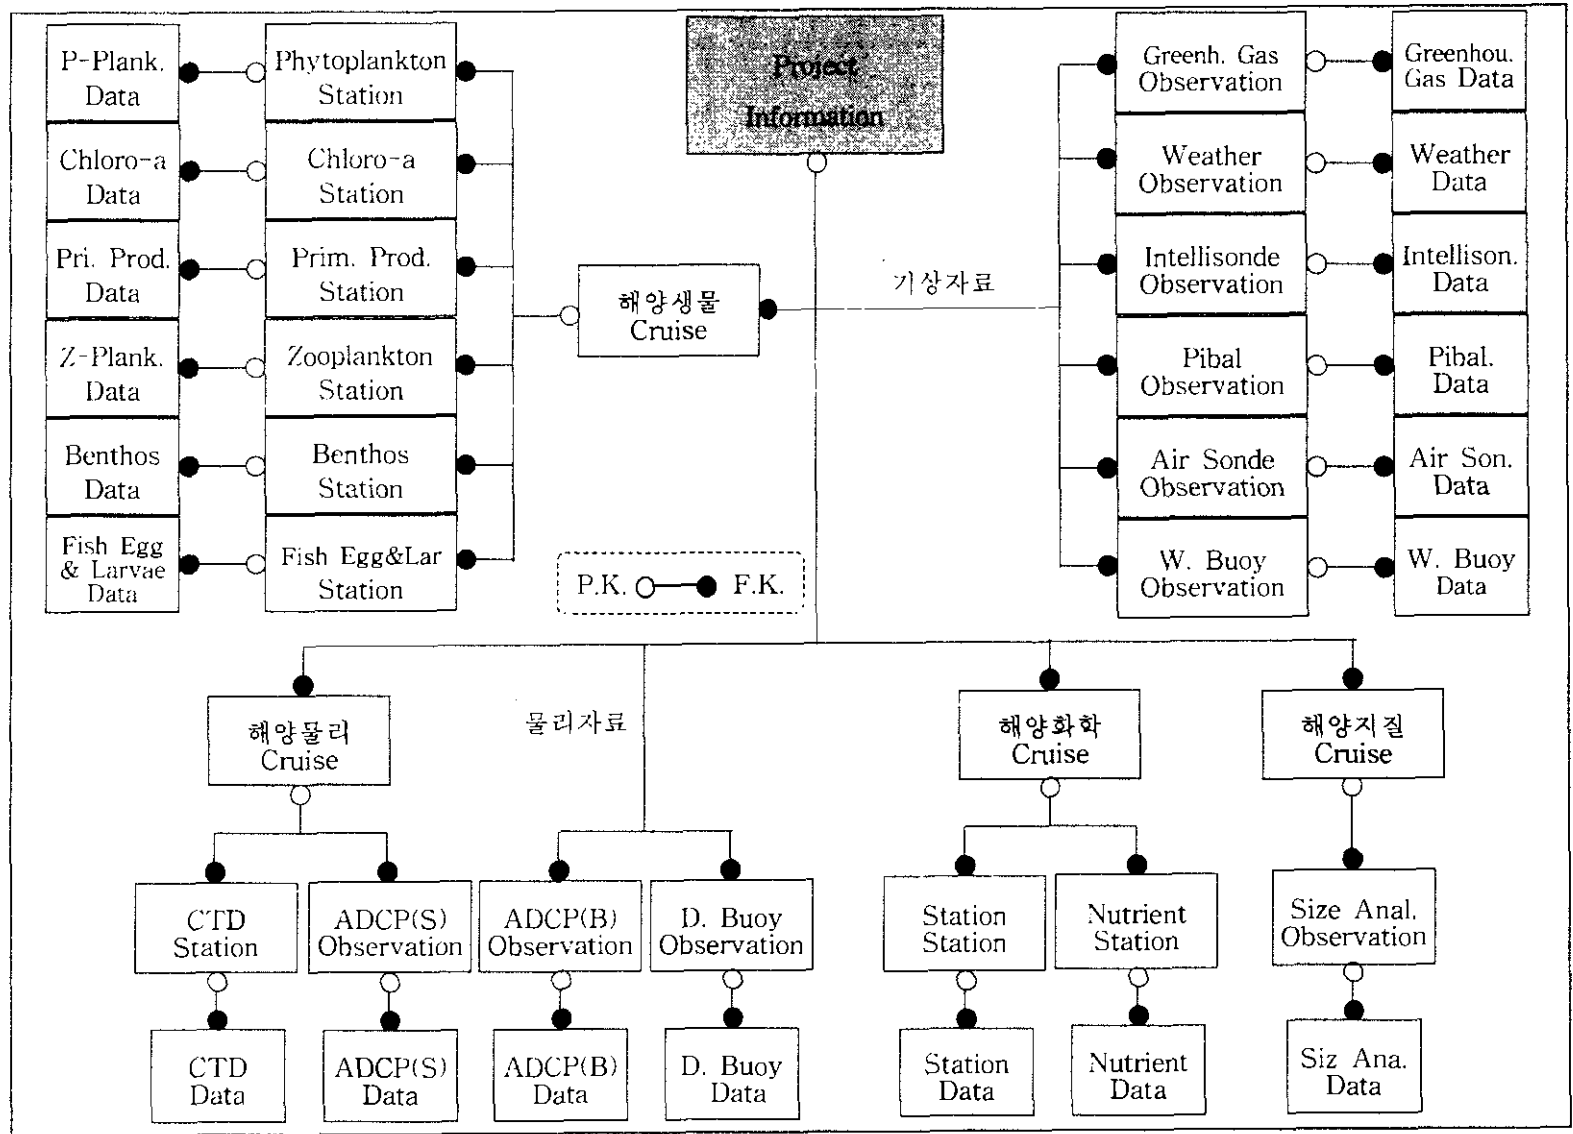 P-Plank.
Data
Phytoplankton
Station
Project
Information
Greenh. Gas
Observation
Greenhou.
Gas Data
Chloro-a
Data
Chloro-a
Station
Weather
Observation
Weather
Data
Pri. Prod.
Data
Prim. Prod.
Station
해양생물
Cruise
기상자료
Intellisonde
Observation
Intellison.
Data
Z-Plank.
Data
Zooplankton
Station
Pibal
Observation
Pibal.
Data
Benthos
Data
Benthos
Station
Air Sonde
Observation
Air Son.
Data
Fish Egg
& Larvae
Data
Fish Egg&Lar
Station
P.K.
F.K.
W. Buoy
Observation
W. Buoy
Data
해양물리
Cruise
물리자료
해양화학
Cruise
해양지질
Cruise
CTD
Station
ADCP(S)
Observation
ADCP(B)
Observation
D. Buoy
Observation
Station
Station
Nutrient
Station
Size Anal.
Observation
CTD
Data
ADCP(S)
Data
ADCP(B)
Data
D. Buoy
Data
Station
Data
Nutrient
Data
Siz Ana.
Data